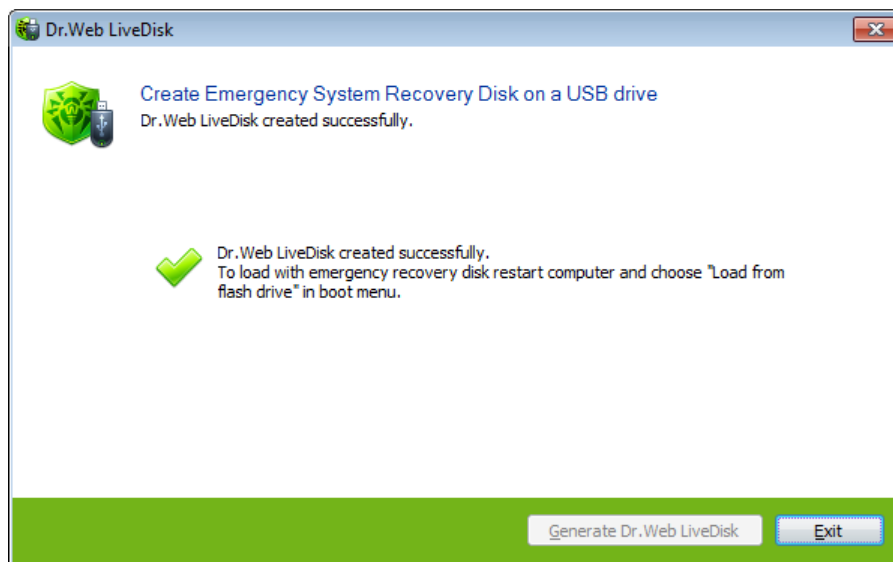 Dr.Web LiveDisk
Create Emergency System Recovery Disk on a USB drive
Dr.Web LiveDisk created successfully.
Dr.Web LiveDisk created successfully.
To load with emergency recovery disk restart computer and choose "Load from
flash drive" in boot menu.
Generate Dr.Web LiveDisk
Exit